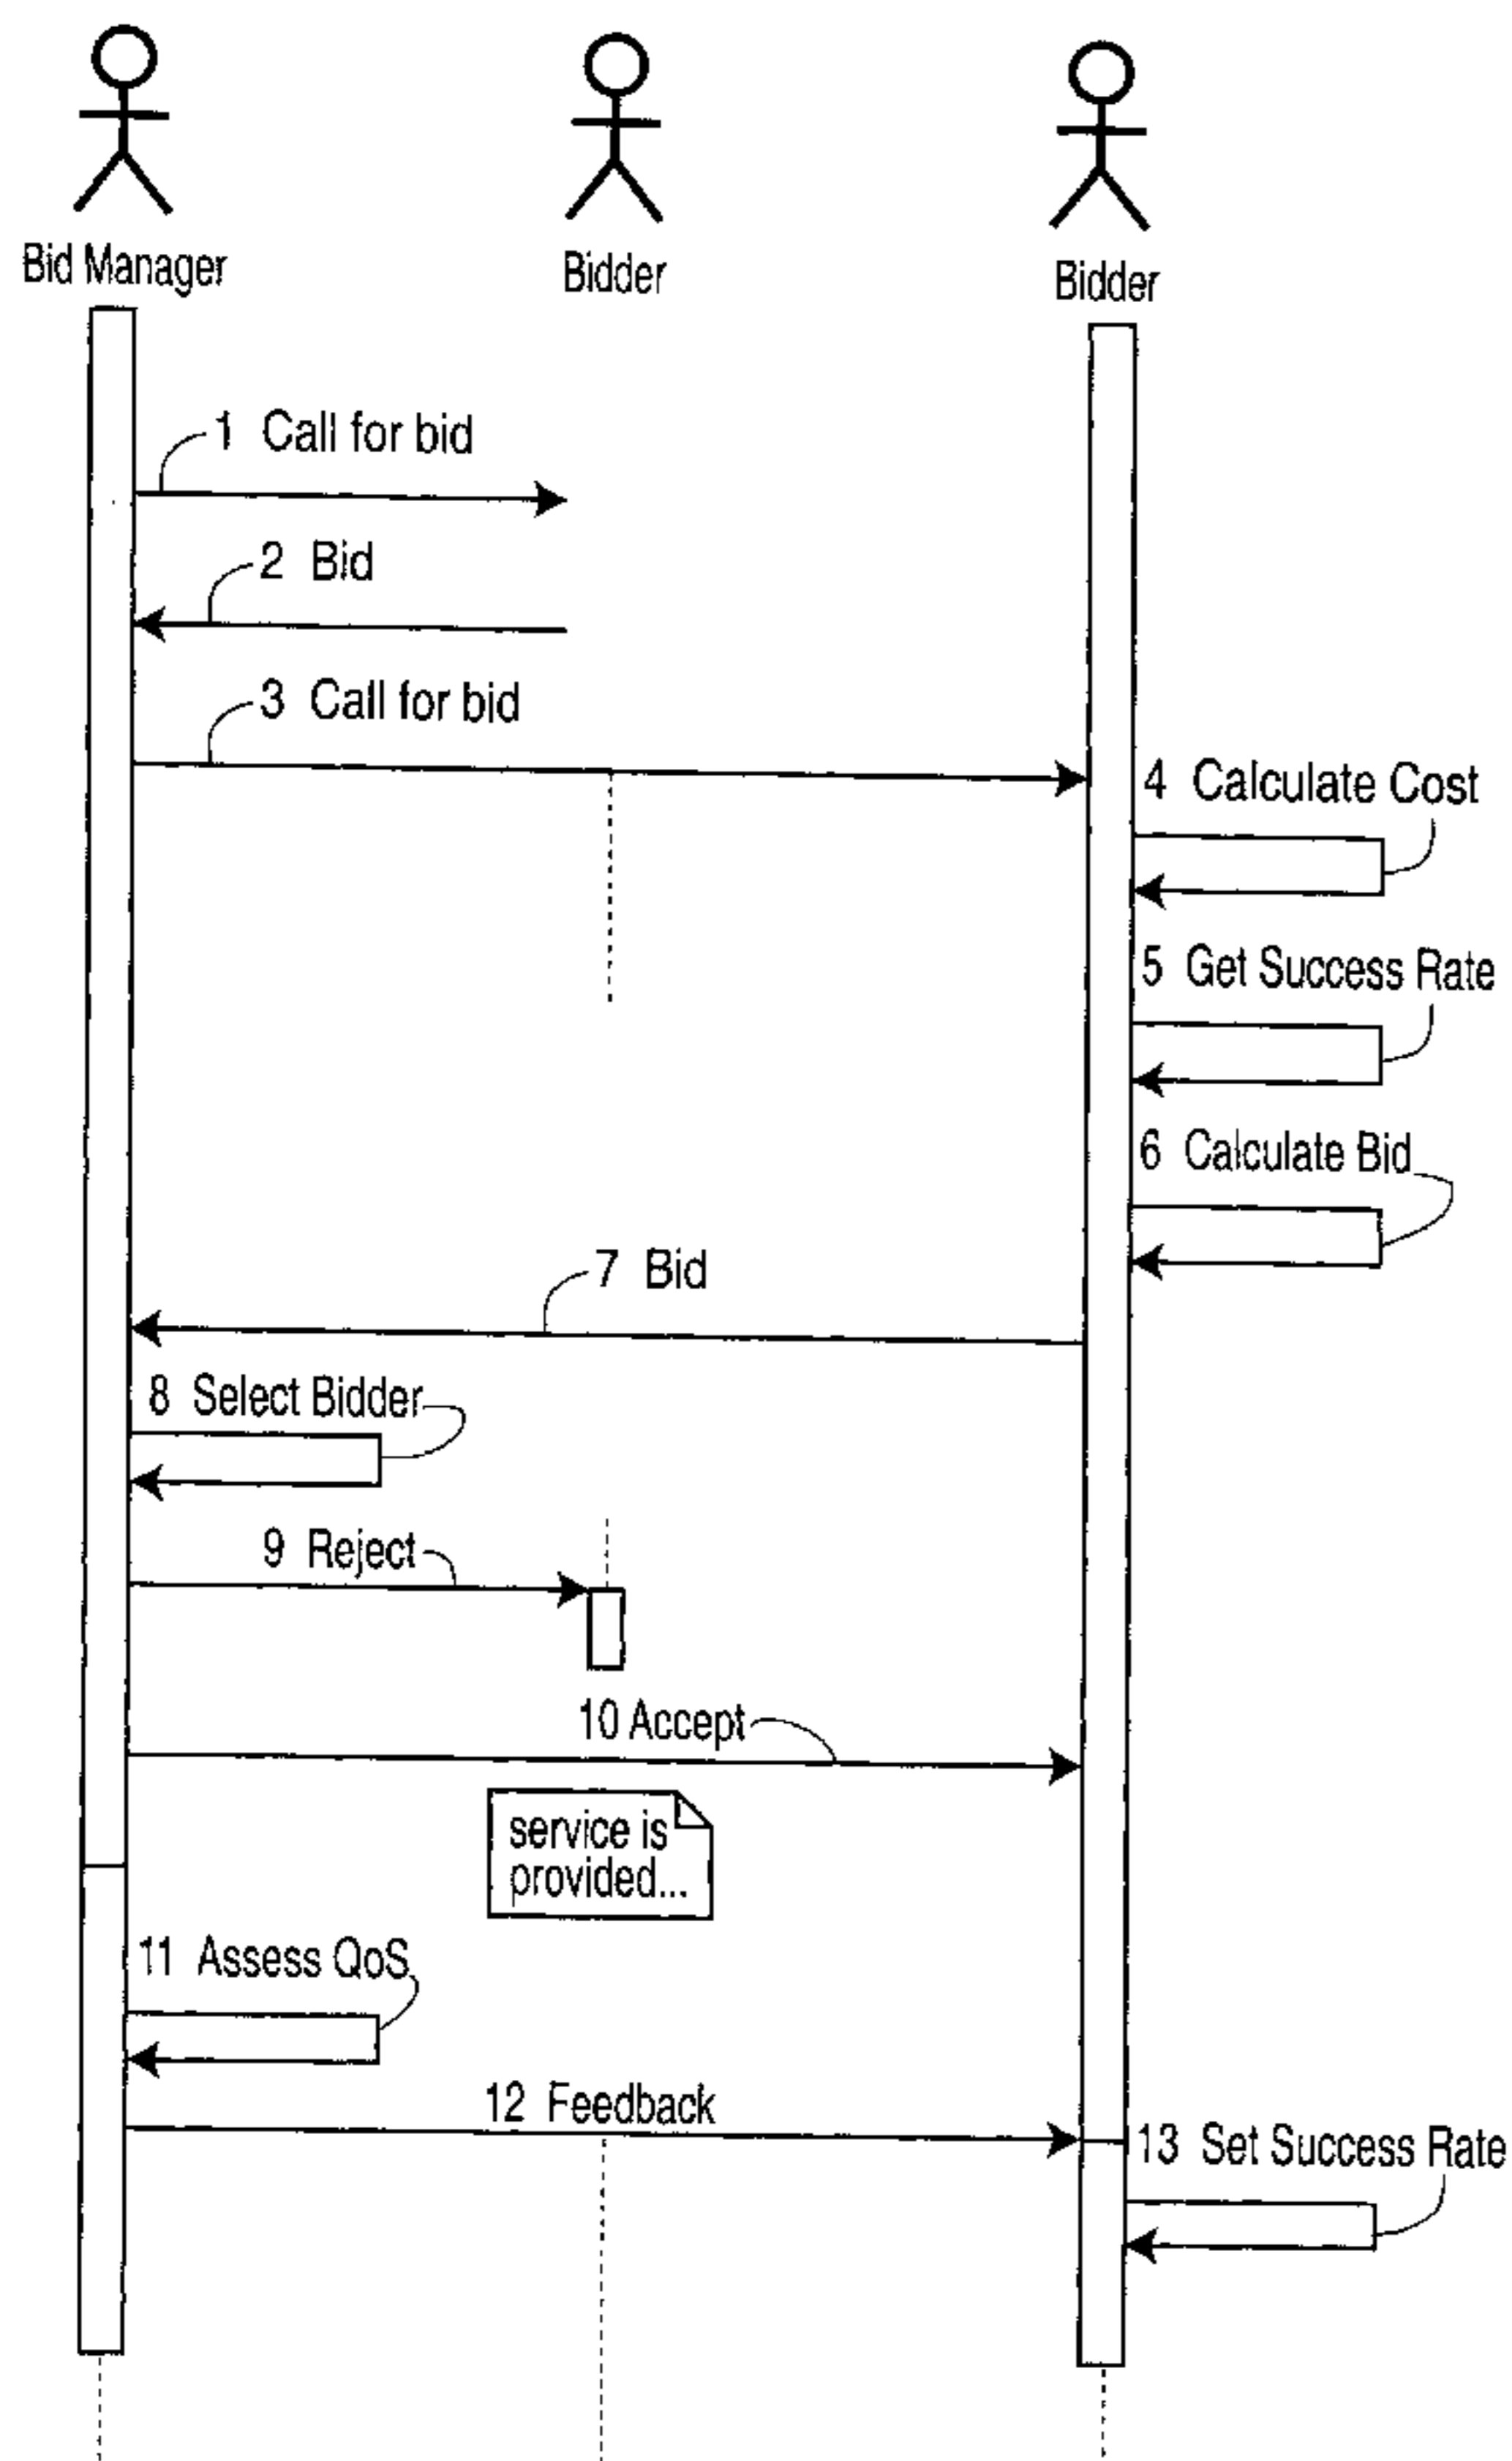 Bid Manager
Bidder
Bidder
1 Call for bid
2 Bid
3 Call for bid
4 Calculate Cost
5 Get Success Rate
6 Calculate Bid
7 Bid
8 Select Bidder
9 Reject
10 Accept
service is
provided...
11 Assess QoS
12 Feedback
13 Set Success Rate